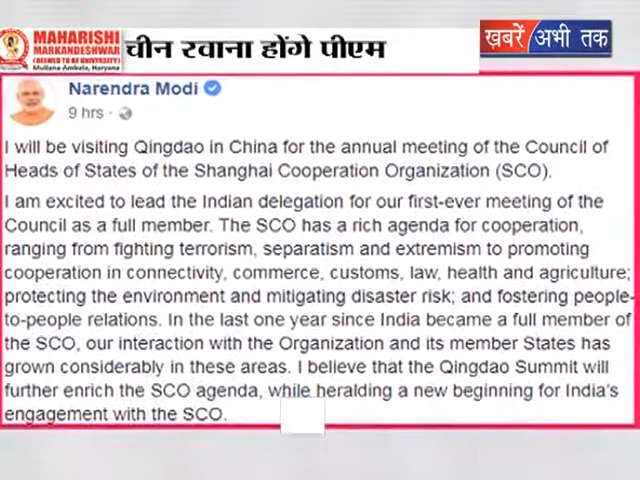 MAHARISHI
MARKANDESHWAR
(DEEMED TO BE UNIVERSITY)
Mullana-Ambala, Haryana
चीन रवाना होंगे पीएम
ख़बरें अभी तक
Narendra Modi
9 hrs ·
I will be visiting Qingdao in China for the annual meeting of the Council of
Heads of States of the Shanghai Cooperation Organization (SCO).
I am excited to lead the Indian delegation for our first-ever meeting of the
Council as a full member. The SCO has a rich agenda for cooperation,
ranging from fighting terrorism, separatism and extremism to promoting
cooperation in connectivity, commerce, customs, law, health and agriculture;
protecting the environment and mitigating disaster risk; and fostering people-
to-people relations. In the last one year since India became a full member of
the SCO, our interaction with the Organization and its member States has
grown considerably in these areas. I believe that the Qingdao Summit will
further enrich the SCO agenda, while heralding a new beginning for India's
engagement with the SCO.